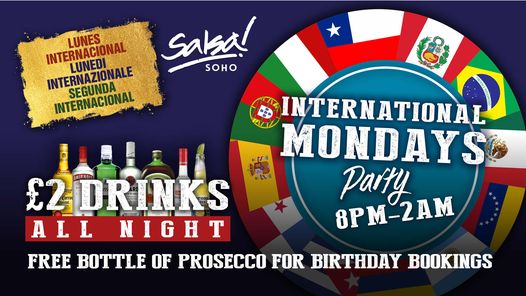 LUNES
INTERNACIONAL
LUNEDI
INTERNAZIONALE
SEGUNDA
INTERNACIONAL
Salsa!
SOHO
INTERNATIONAL
MONDAYS
Party
8PM-2AM
£2 DRINKS
ALL NIGHT
FREE BOTTLE OF PROSECCO FOR BIRTHDAY BOOKINGS